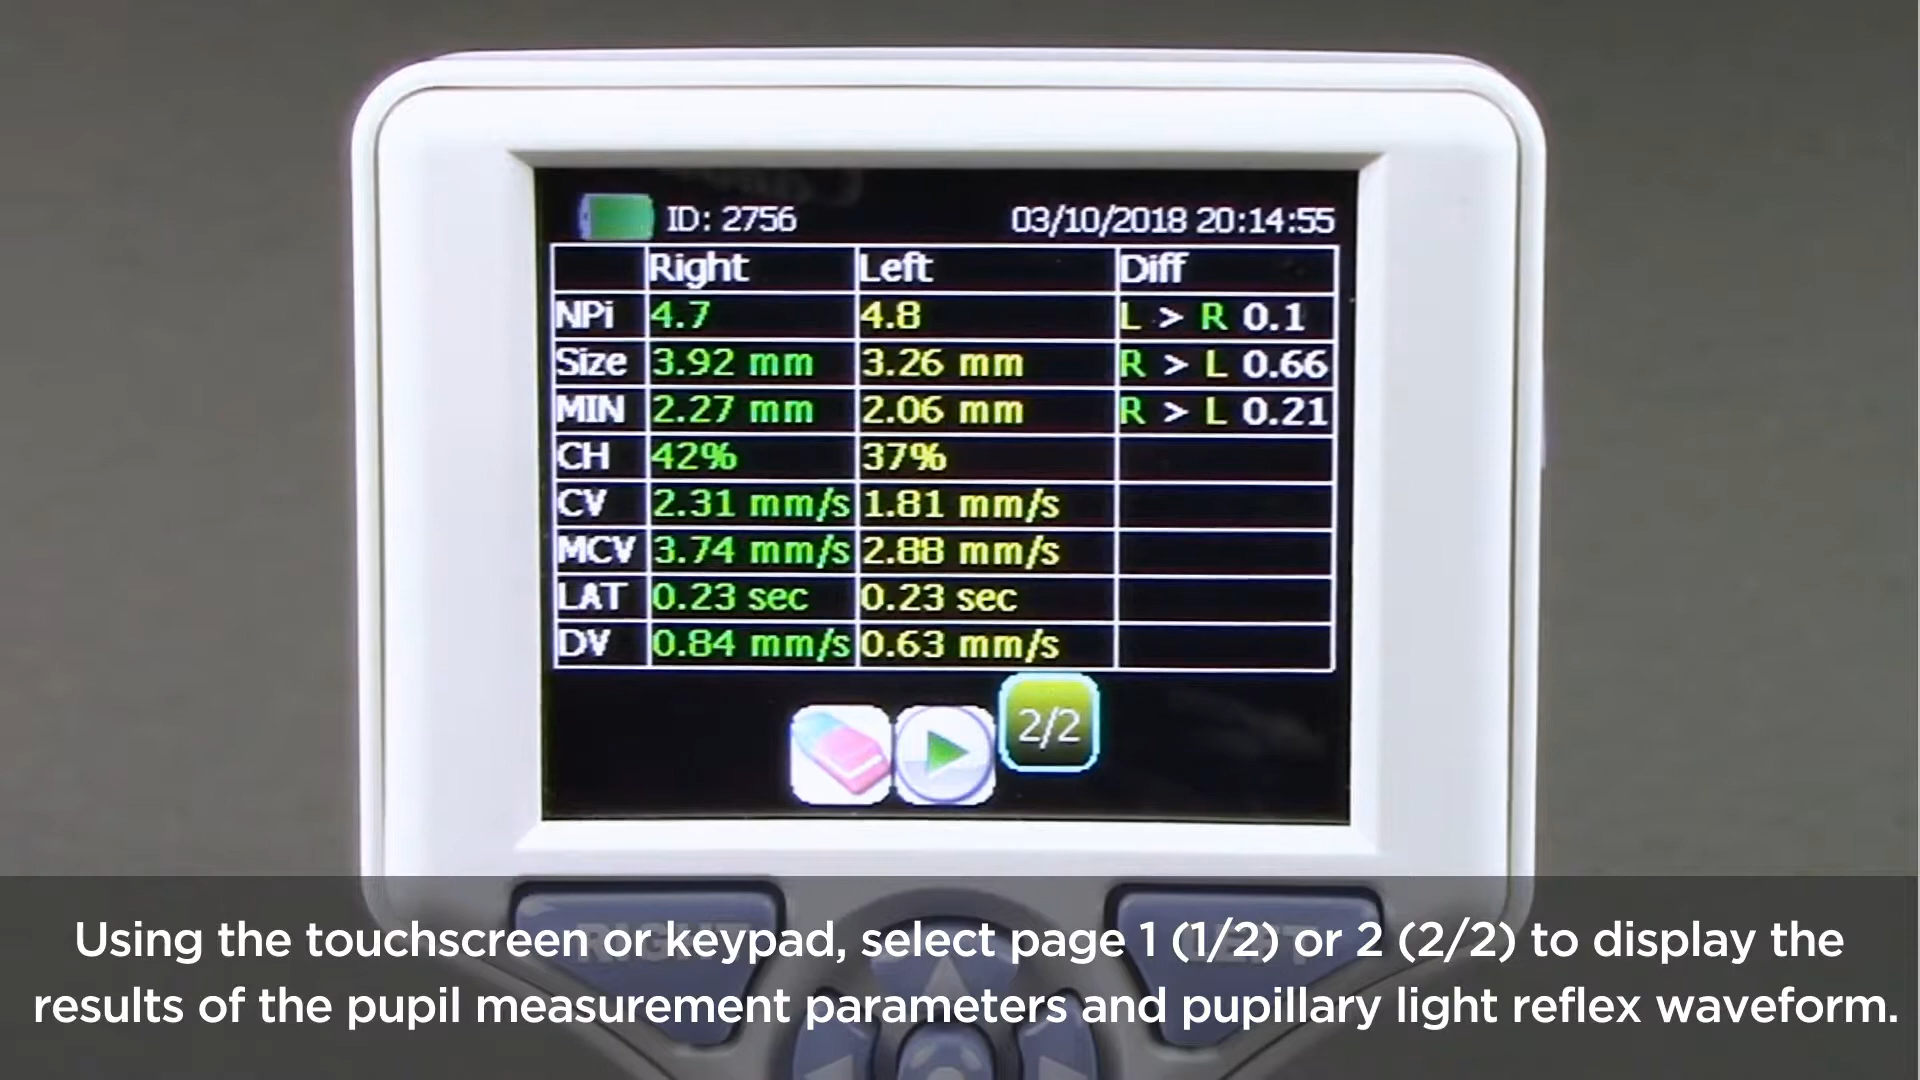 ID: 2756 03/10/2018 20:14:55
Right Left Diff
NPi 4.7 4.8 L > R 0.1
Size 3.92 mm 3.26 mm R > L 0.66
MIN 2.27 mm 2.06 mm R > L 0.21
CH 42% 37%
CV 2.31 mm/s 1.81 mm/s
MCV 3.74 mm/s 2.88 mm/s
LAT 0.23 sec 0.23 sec
DV 0.84 mm/s 0.63 mm/s
2/2
RIGHT LEFT
Using the touchscreen or keypad, select page 1 (1/2) or 2 (2/2) to display the
results of the pupil measurement parameters and pupillary light reflex waveform.